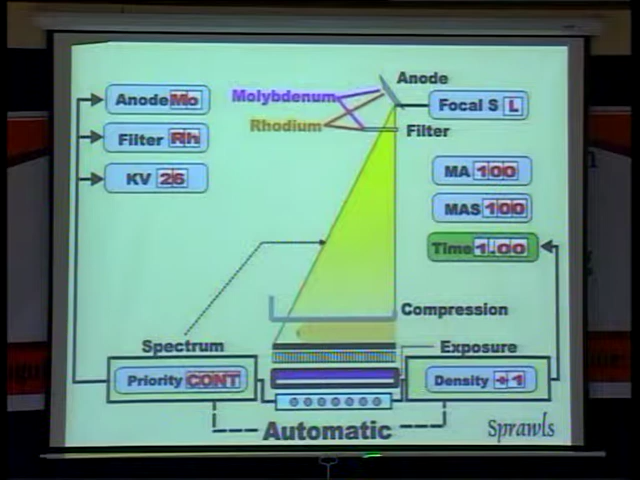 Anode
Molybdenum
Anode Mo
Focal S L
Rhodium
Filter
Filter Rh
KV 26
MA 100
MAS 100
Time 1.00
Compression
Spectrum
Exposure
Priority CONT
Density +1
Automatic
Sprawls